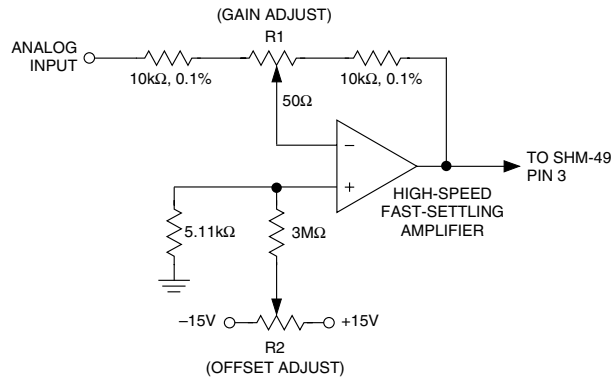 (GAIN ADJUST)
R1
ANALOG
INPUT
10kΩ, 0.1%
10kΩ, 0.1%
50Ω
−
+
TO SHM-49
PIN 3
HIGH-SPEED
FAST-SETTLING
AMPLIFIER
5.11kΩ
3MΩ
–15V
+15V
R2
(OFFSET ADJUST)